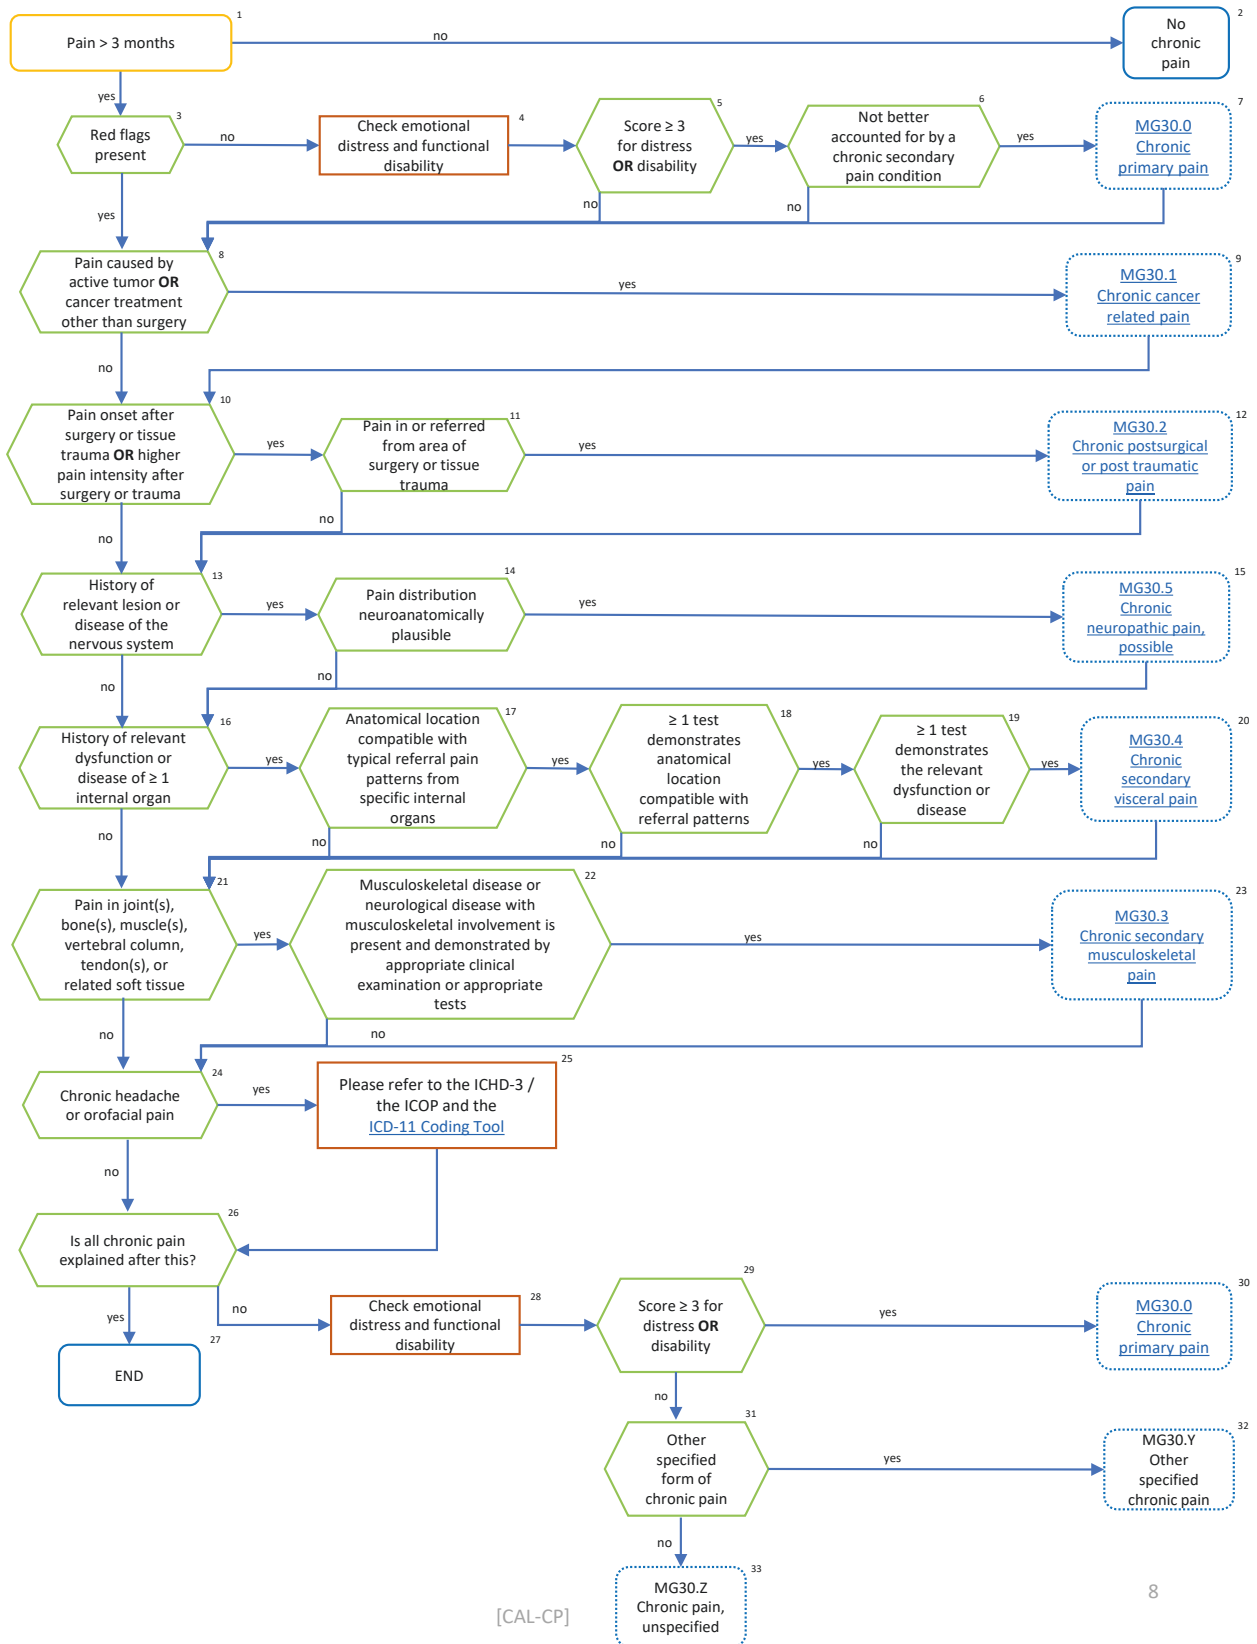 1
Pain > 3 months
no
2
No
chronic
pain
yes
3
Red flags
present
no
4
Check emotional
distress and functional
disability
5
Score ≥ 3
for distress
OR disability
yes
6
Not better
accounted for by a
chronic secondary
pain condition
yes
7
MG30.0
Chronic
primary pain
yes
no
no
8
Pain caused by
active tumor OR
cancer treatment
other than surgery
yes
9
MG30.1
Chronic cancer
related pain
no
10
Pain onset after
surgery or tissue
trauma OR higher
pain intensity after
surgery or trauma
yes
11
Pain in or referred
from area of
surgery or tissue
trauma
yes
12
MG30.2
Chronic postsurgical
or post traumatic
pain
no
no
13
History of
relevant lesion or
disease of the
nervous system
yes
14
Pain distribution
neuroanatomically
plausible
yes
15
MG30.5
Chronic
neuropathic pain,
possible
no
no
16
History of relevant
dysfunction or
disease of ≥ 1
internal organ
yes
17
Anatomical location
compatible with
typical referral pain
patterns from
specific internal
organs
yes
18
≥ 1 test
demonstrates
anatomical
location
compatible with
referral patterns
yes
19
≥ 1 test
demonstrates
the relevant
dysfunction or
disease
yes
20
MG30.4
Chronic
secondary
visceral pain
no
no
no
no
21
Pain in joint(s),
bone(s), muscle(s),
vertebral column,
tendon(s), or
related soft tissue
yes
22
Musculoskeletal disease or
neurological disease with
musculoskeletal involvement is
present and demonstrated by
appropriate clinical
examination or appropriate
tests
yes
23
MG30.3
Chronic secondary
musculoskeletal
pain
no
no
24
Chronic headache
or orofacial pain
yes
25
Please refer to the ICHD-3 /
the ICOP and the
ICD-11 Coding Tool
no
26
Is all chronic pain
explained after this?
yes
no
27
END
28
Check emotional
distress and functional
disability
29
Score ≥ 3 for
distress OR
disability
yes
30
MG30.0
Chronic
primary pain
no
31
Other
specified
form of
chronic pain
yes
32
MG30.Y
Other
specified
chronic pain
no
33
MG30.Z
Chronic pain,
unspecified
[CAL-CP]
8